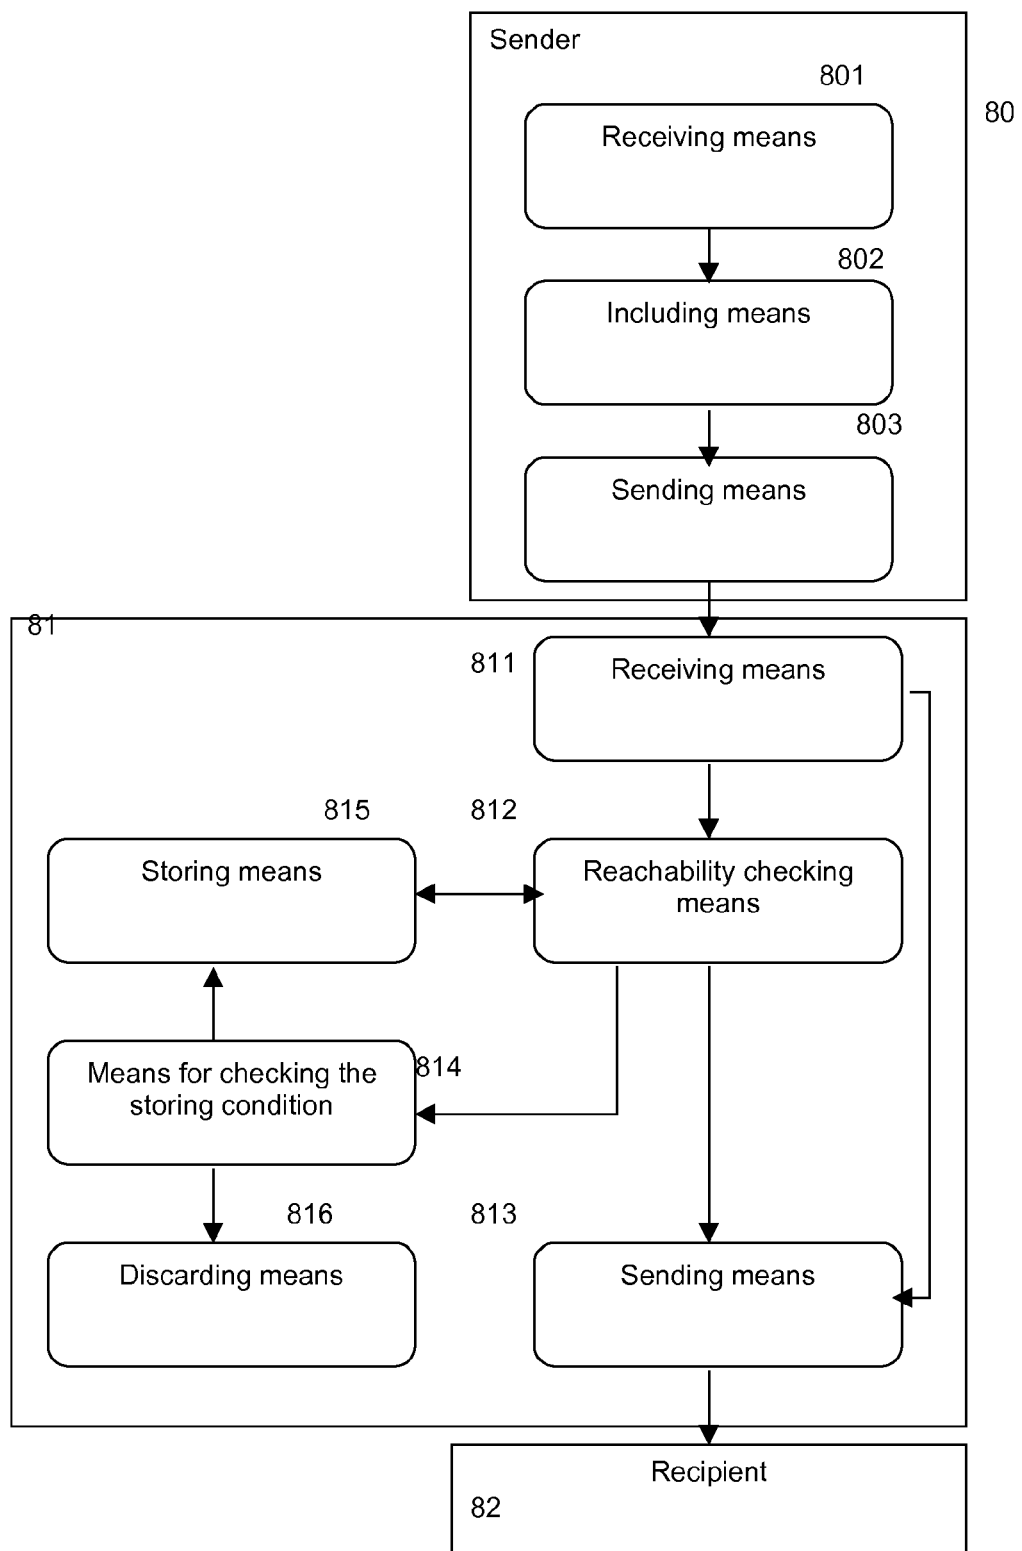 Sender
801
80
Receiving means
802
Including means
803
Sending means
81
811
Receiving means
815
812
Storing means
Reachability checking
means
814
Means for checking the
storing condition
816
813
Discarding means
Sending means
Recipient
82